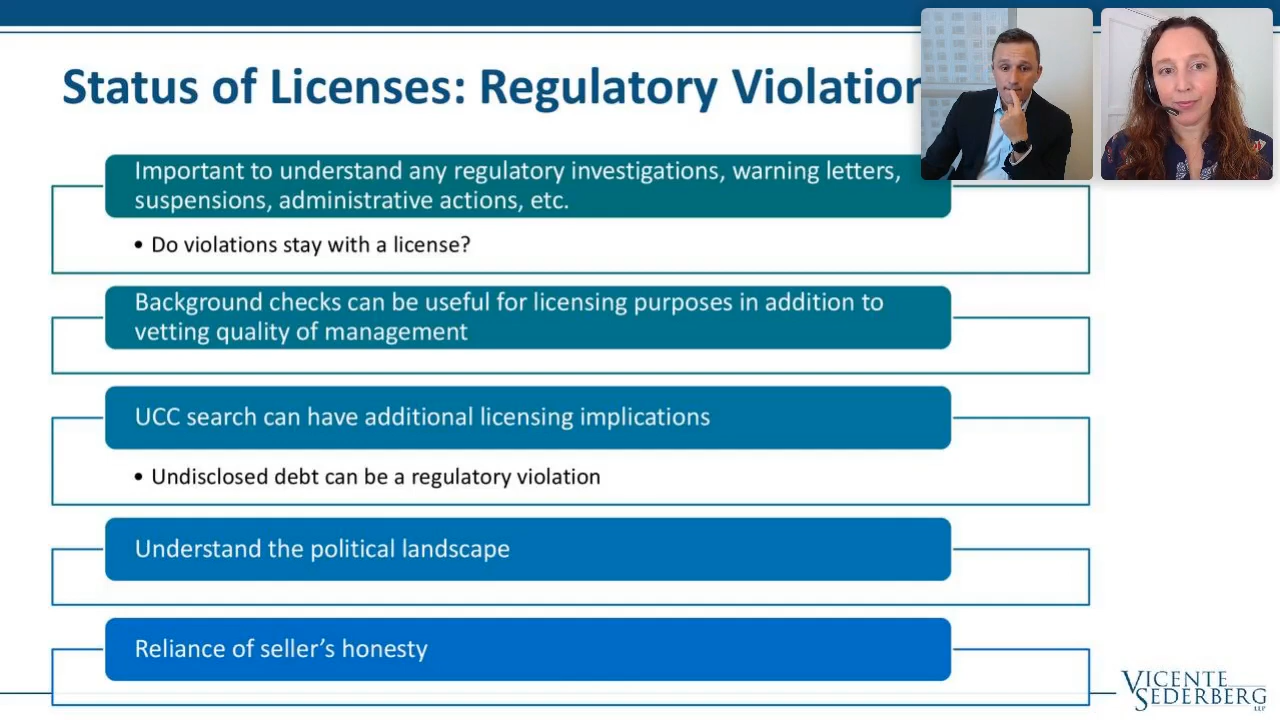 Status of Licenses: Regulatory Violation
Important to understand any regulatory investigations, warning letters,
suspensions, administrative actions, etc.
• Do violations stay with a license?
Background checks can be useful for licensing purposes in addition to
vetting quality of management
UCC search can have additional licensing implications
• Undisclosed debt can be a regulatory violation
Understand the political landscape
Reliance of seller’s honesty
VICENTE
SEDERBERG
LLP